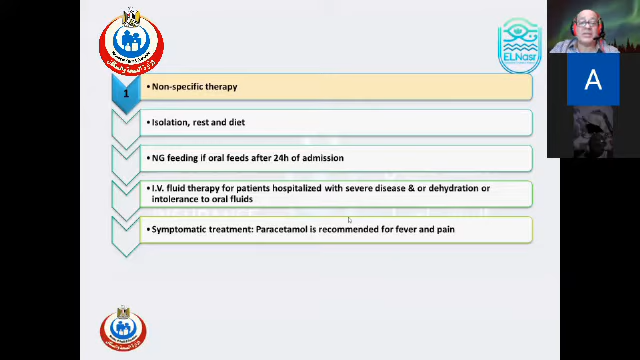 ELNasr
1
• Non-specific therapy
• Isolation, rest and diet
• NG feeding if oral feeds after 24h of admission
• I.V. fluid therapy for patients hospitalized with severe disease & or dehydration or
intolerance to oral fluids
• Symptomatic treatment: Paracetamol is recommended for fever and pain
A